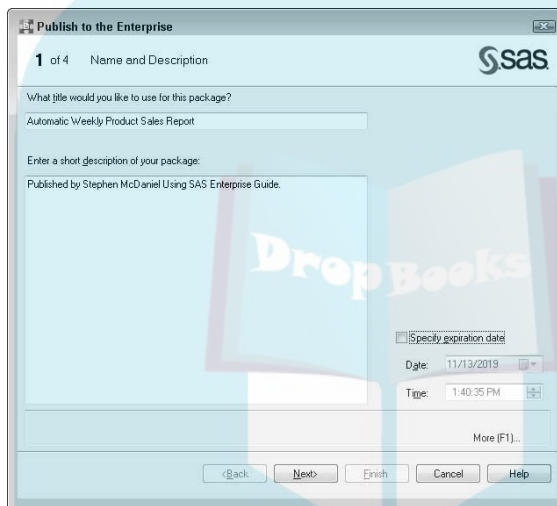 Publish to the Enterprise
1 of 4 Name and Description
sas
What title would you like to use for this package?
Automatic Weekly Product Sales Report
Enter a short description of your package:
Published by Stephen McDaniel Using SAS Enterprise Guide.
DropBooks
Specify expiration date
Date: 11/13/2019
Time: 1:40:35 PM
More (F1)...
<Back Next> Finish Cancel Help